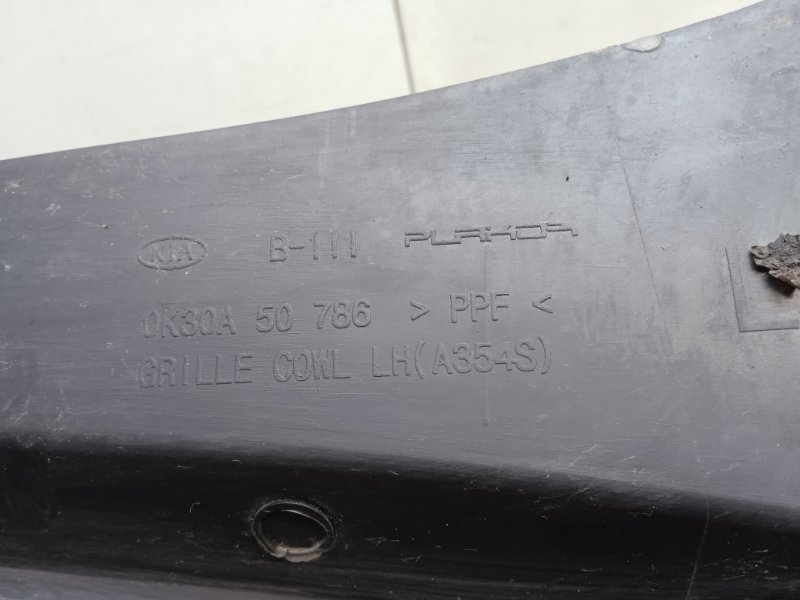 KIA B-111 PLAKOR
0K30A 50 786 > PPF <
GRILLE COWL LH(A354S)